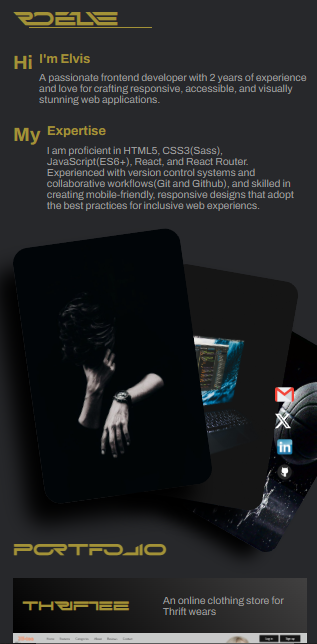 Hi I'm Elvis
A passionate frontend developer with 2 years of experience
and love for crafting responsive, accessible, and visually
stunning web applications.
My Expertise
I am proficient in HTML5, CSS3(Sass),
JavaScript(ES6+), React, and React Router.
Experienced with version control systems and
collaborative workflows(Git and Github), and skilled in
creating mobile-friendly, responsive designs that adopt
the best practices for inclusive web experiencs.
in
PORTFOLIO
THRIFTEE
An online clothing store for
Thrift wears